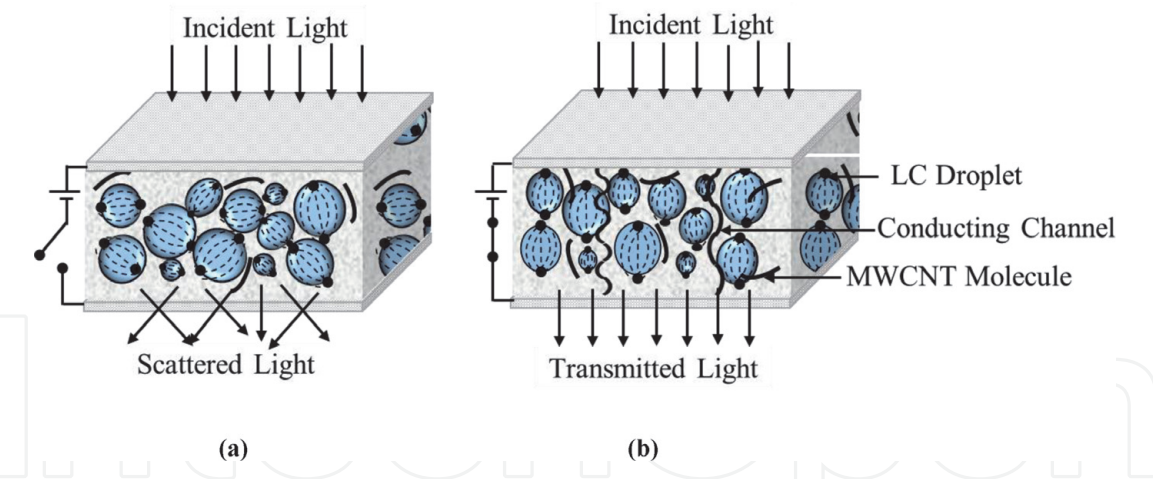 Incident Light
Incident Light
LC Droplet
Conducting Channel
MWCNT Molecule
Scattered Light
Transmitted Light
(a)
(b)